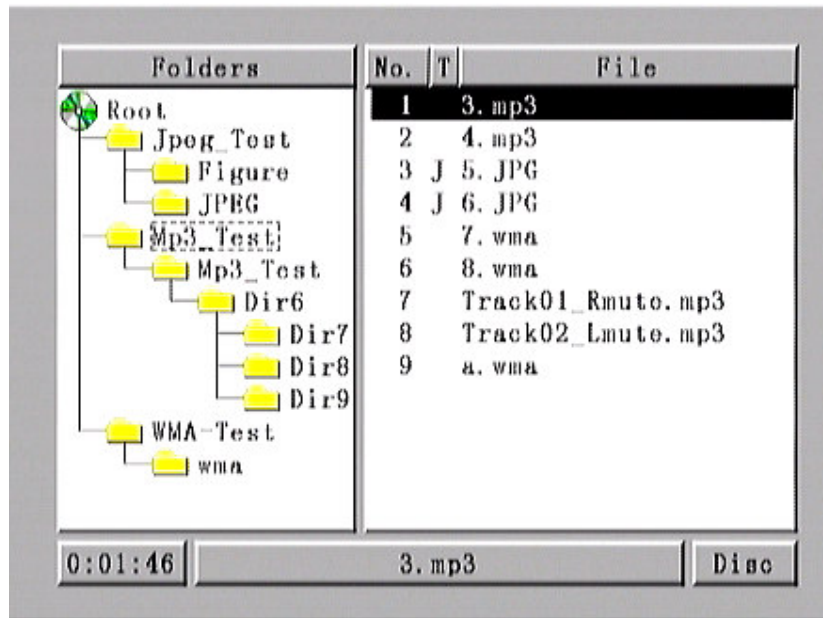 Folders
Root
Jpeg_Test
Figure
JPEG
Mp3_Test
Mp3_Test
Dir6
Dir7
Dir8
Dir9
WMA-Test
wma
No. T File
1 3.mp3
2 4.mp3
3 J 5.JPG
4 J 6.JPG
5 7.wma
6 8.wma
7 Track01_Rmute.mp3
8 Track02_Lmute.mp3
9 a.wma
0:01:46 3.mp3 Disc